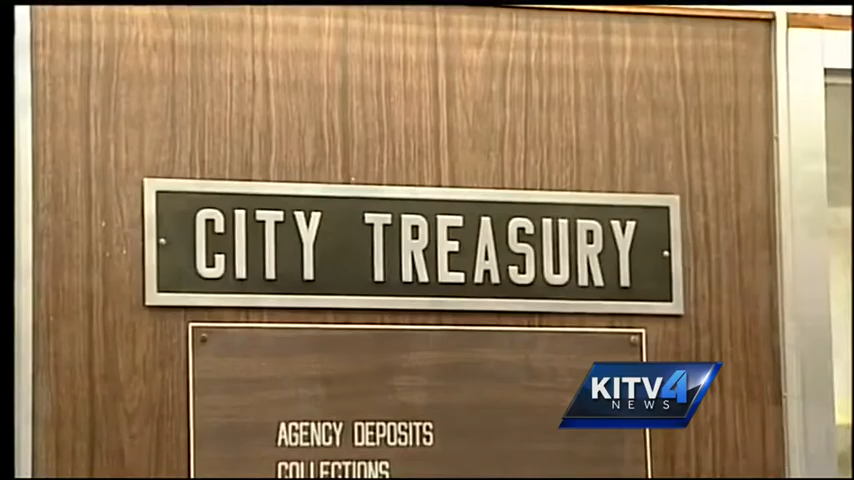 CITY TREASURY
AGENCY DEPOSITS
COLLECTIONS
KITV4
NEWS